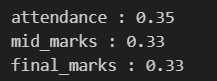 attendance : 0.35
mid_marks : 0.33
final_marks : 0.33